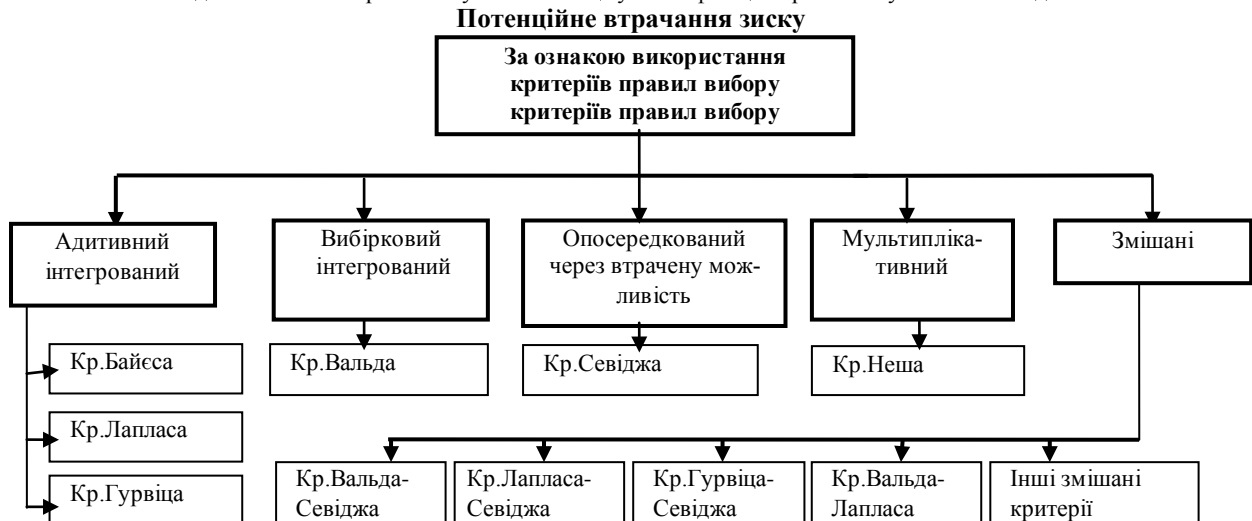 Потенційне втрачання зиску
За ознакою використання
критеріїв правил вибору
критеріїв правил вибору
Адитивний
інтегрований
Вибірковий
інтегрований
Опосередкований
через втрачену мож-
ливість
Мультипліка-
тивний
Змішані
Кр.Байєса
Кр.Вальда
Кр.Севіджа
Кр.Неша
Кр.Лапласа
Кр.Гурвіца
Кр.Вальда-
Севіджа
Кр.Лапласа-
Севіджа
Кр.Гурвіца-
Севіджа
Кр.Вальда-
Лапласа
Інші змішані
критерії